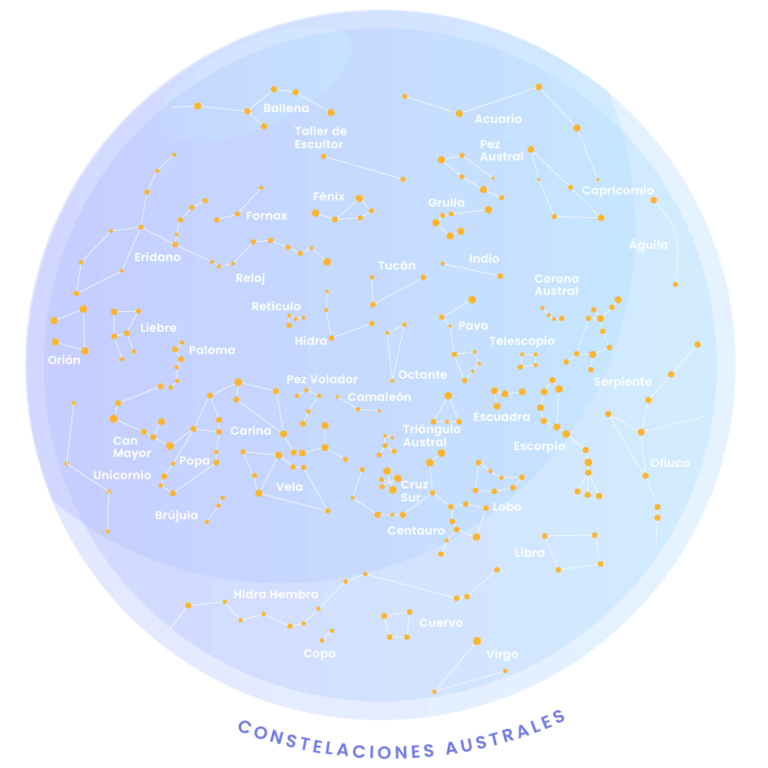 Ballena
Acuario
Taller de
Escultor
Pez
Austral
Capricornio
Fénix
Grulla
Fornax
Águila
Eridano
Tucán
Indio
Reloj
Corona
Austral
Retículo
Liebre
Pavo
Hidra
Telescopio
Paloma
Orión
Octante
Pez Volador
Serpiente
Camaleón
Escuadra
Carina
Triángulo
Austral
Can
Mayor
Escorpio
Popa
Ofíuco
Unicornio
Vela
Cruz
Sur
Lobo
Brújula
Centauro
Libra
Hidra Hembra
Cuervo
Copa
Virgo
CONSTELACIONES AUSTRALES